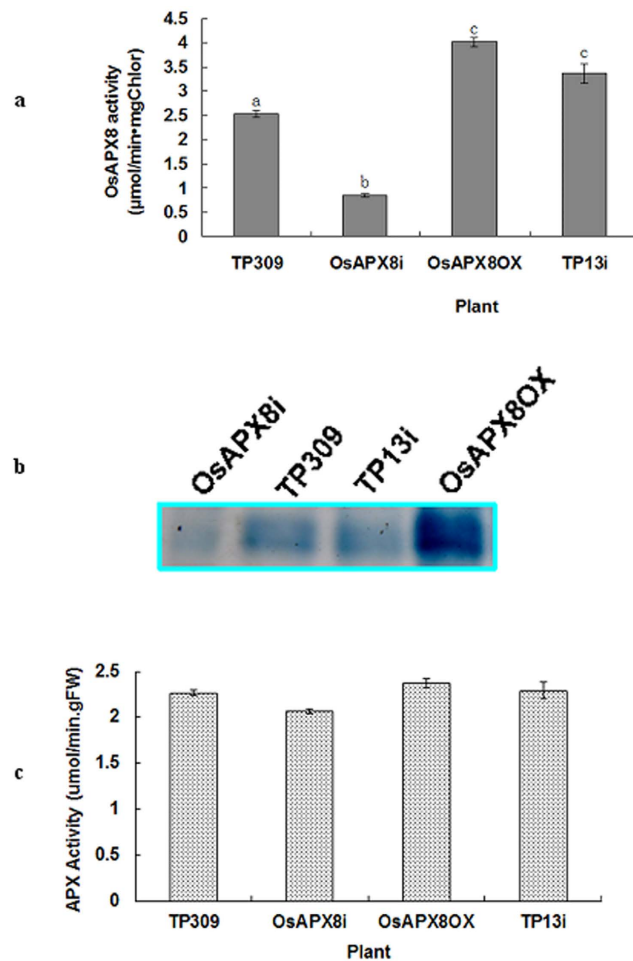 a
OsAPX8 activity
(µmol/min•mgChlor)
4.5
4
3.5
3
2.5
2
1.5
1
0.5
0
a
b
c
c
TP309 OsAPX8i OsAPX8OX TP13i
Plant
b
OsAPX8i TP309 TP13i OsAPX8OX
c
APX Activity (umol/min.gFW)
2.5
2
1.5
1
0.5
0
TP309 OsAPX8i OsAPX8OX TP13i
Plant